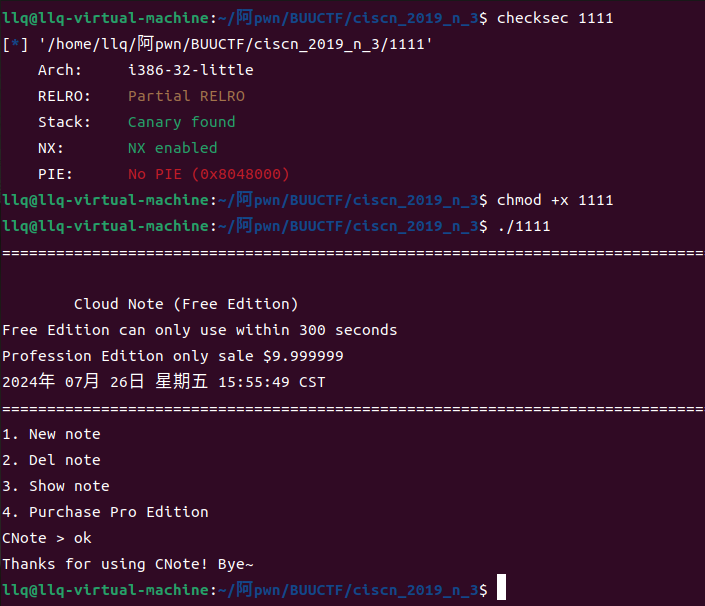 llq@llq-virtual-machine:~/阿pwn/BUUCTF/ciscn_2019_n_3$ checksec 1111
[*] '/home/llq/阿pwn/BUUCTF/ciscn_2019_n_3/1111'
    Arch:     i386-32-little
    RELRO:    Partial RELRO
    Stack:    Canary found
    NX:       NX enabled
    PIE:      No PIE (0x8048000)
llq@llq-virtual-machine:~/阿pwn/BUUCTF/ciscn_2019_n_3$ chmod +x 1111
llq@llq-virtual-machine:~/阿pwn/BUUCTF/ciscn_2019_n_3$ ./1111
==============================================================================
        Cloud Note (Free Edition)
Free Edition can only use within 300 seconds
Profession Edition only sale $9.999999
2024年 07月 26日 星期五 15:55:49 CST
==============================================================================
1. New note
2. Del note
3. Show note
4. Purchase Pro Edition
CNote > ok
Thanks for using CNote! Bye~
llq@llq-virtual-machine:~/阿pwn/BUUCTF/ciscn_2019_n_3$